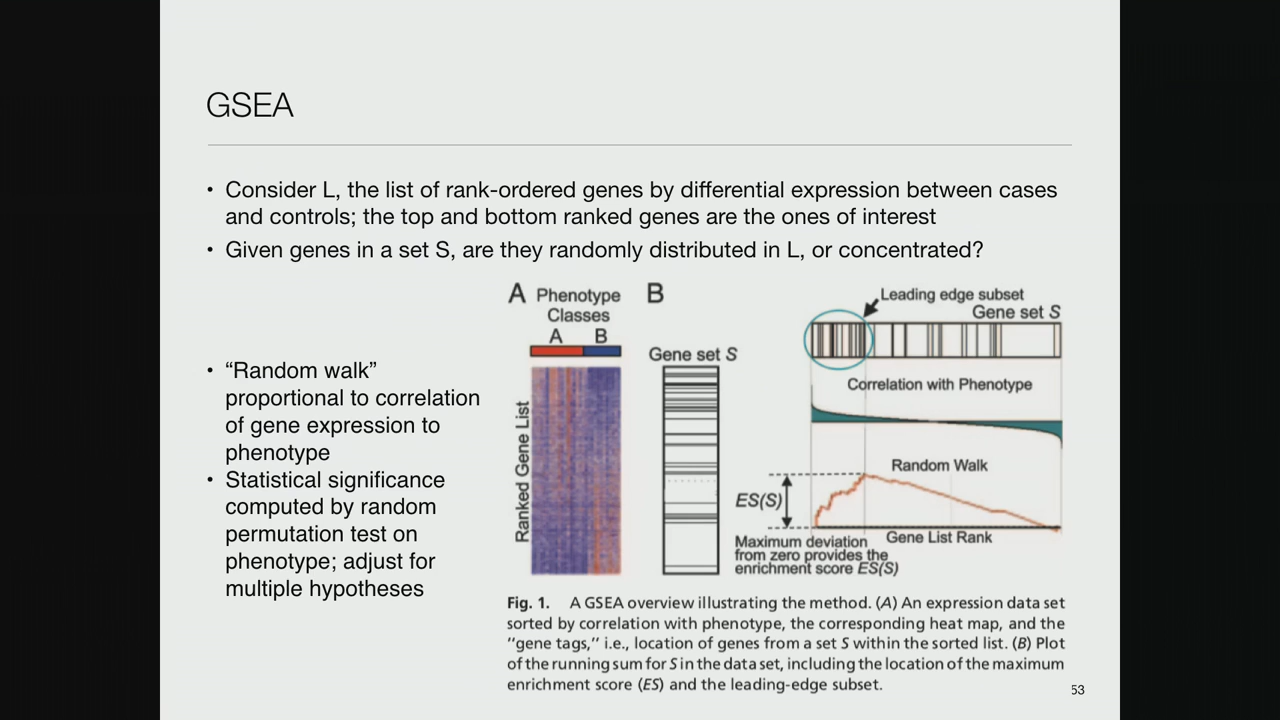 GSEA
• Consider L, the list of rank-ordered genes by differential expression between cases
and controls; the top and bottom ranked genes are the ones of interest
• Given genes in a set S, are they randomly distributed in L, or concentrated?
• “Random walk”
proportional to correlation
of gene expression to
phenotype
• Statistical significance
computed by random
permutation test on
phenotype; adjust for
multiple hypotheses
A
Phenotype
Classes
A B
Ranked Gene List
B
Gene set S
Leading edge subset
Gene set S
Correlation with Phenotype
Random Walk
ES(S)
Gene List Rank
Maximum deviation
from zero provides the
enrichment score ES(S)
Fig. 1. A GSEA overview illustrating the method. (A) An expression data set
sorted by correlation with phenotype, the corresponding heat map, and the
“gene tags,” i.e., location of genes from a set S within the sorted list. (B) Plot
of the running sum for S in the data set, including the location of the maximum
enrichment score (ES) and the leading-edge subset.
53